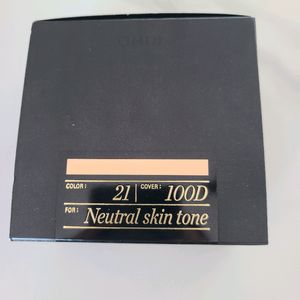 COLOR: 21 | COVER: 100D
FOR: Neutral skin tone